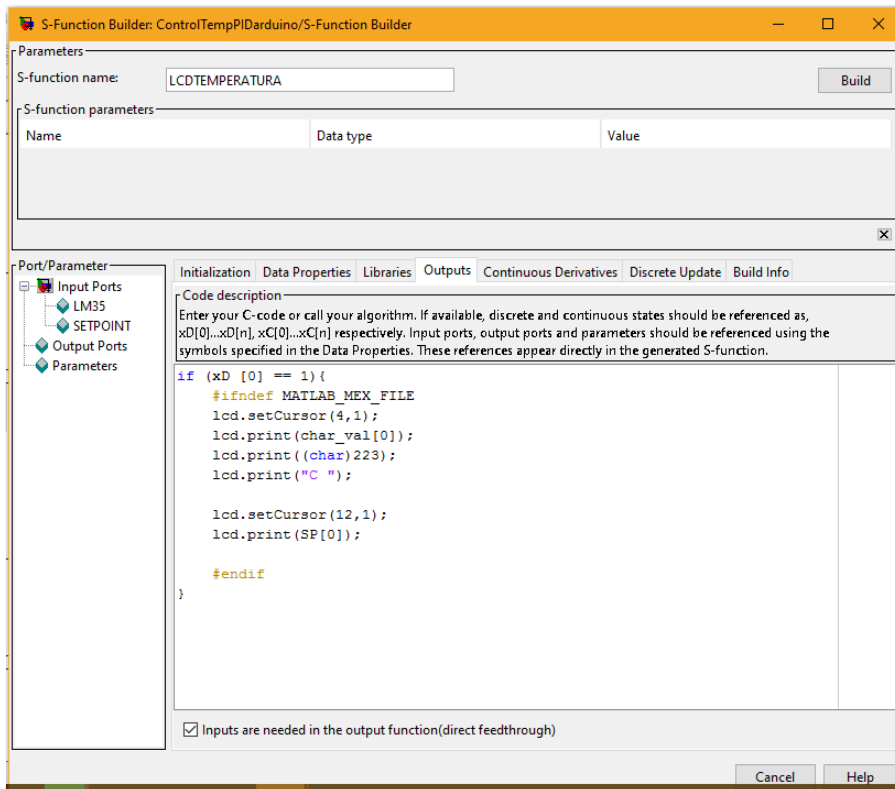 S-Function Builder: ControlTempPIDarduino/S-Function Builder
Parameters
S-function name:
LCDTEMPERATURA
Build
S-function parameters
Name Data type Value
Port/Parameter
Input Ports
LM35
SETPOINT
Output Ports
Parameters
Initialization Data Properties Libraries Outputs Continuous Derivatives Discrete Update Build Info
Code description
Enter your C-code or call your algorithm. If available, discrete and continuous states should be referenced as,
xD[0]...xD[n], xC[0]...xC[n] respectively. Input ports, output ports and parameters should be referenced using the
symbols specified in the Data Properties. These references appear directly in the generated S-function.
if (xD [0] == 1){
    #ifndef MATLAB_MEX_FILE
    lcd.setCursor(4,1);
    lcd.print(char_val[0]);
    lcd.print((char)223);
    lcd.print("C ");
    lcd.setCursor(12,1);
    lcd.print(SP[0]);
    #endif
}
Inputs are needed in the output function(direct feedthrough)
Cancel Help